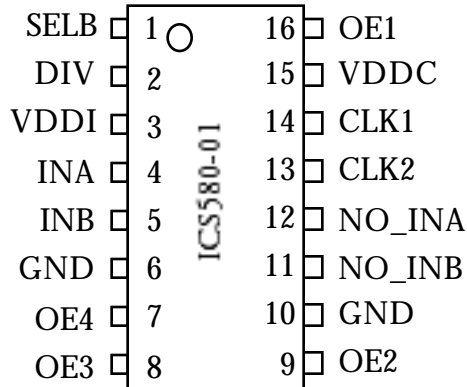 SELB 1 16 OE1
DIV 2 15 VDDC
VDDI 3 14 CLK1
INA 4 13 CLK2
INB 5 12 NO_INA
GND 6 11 NO_INB
OE4 7 10 GND
OE3 8 9 OE2
ICS580-01